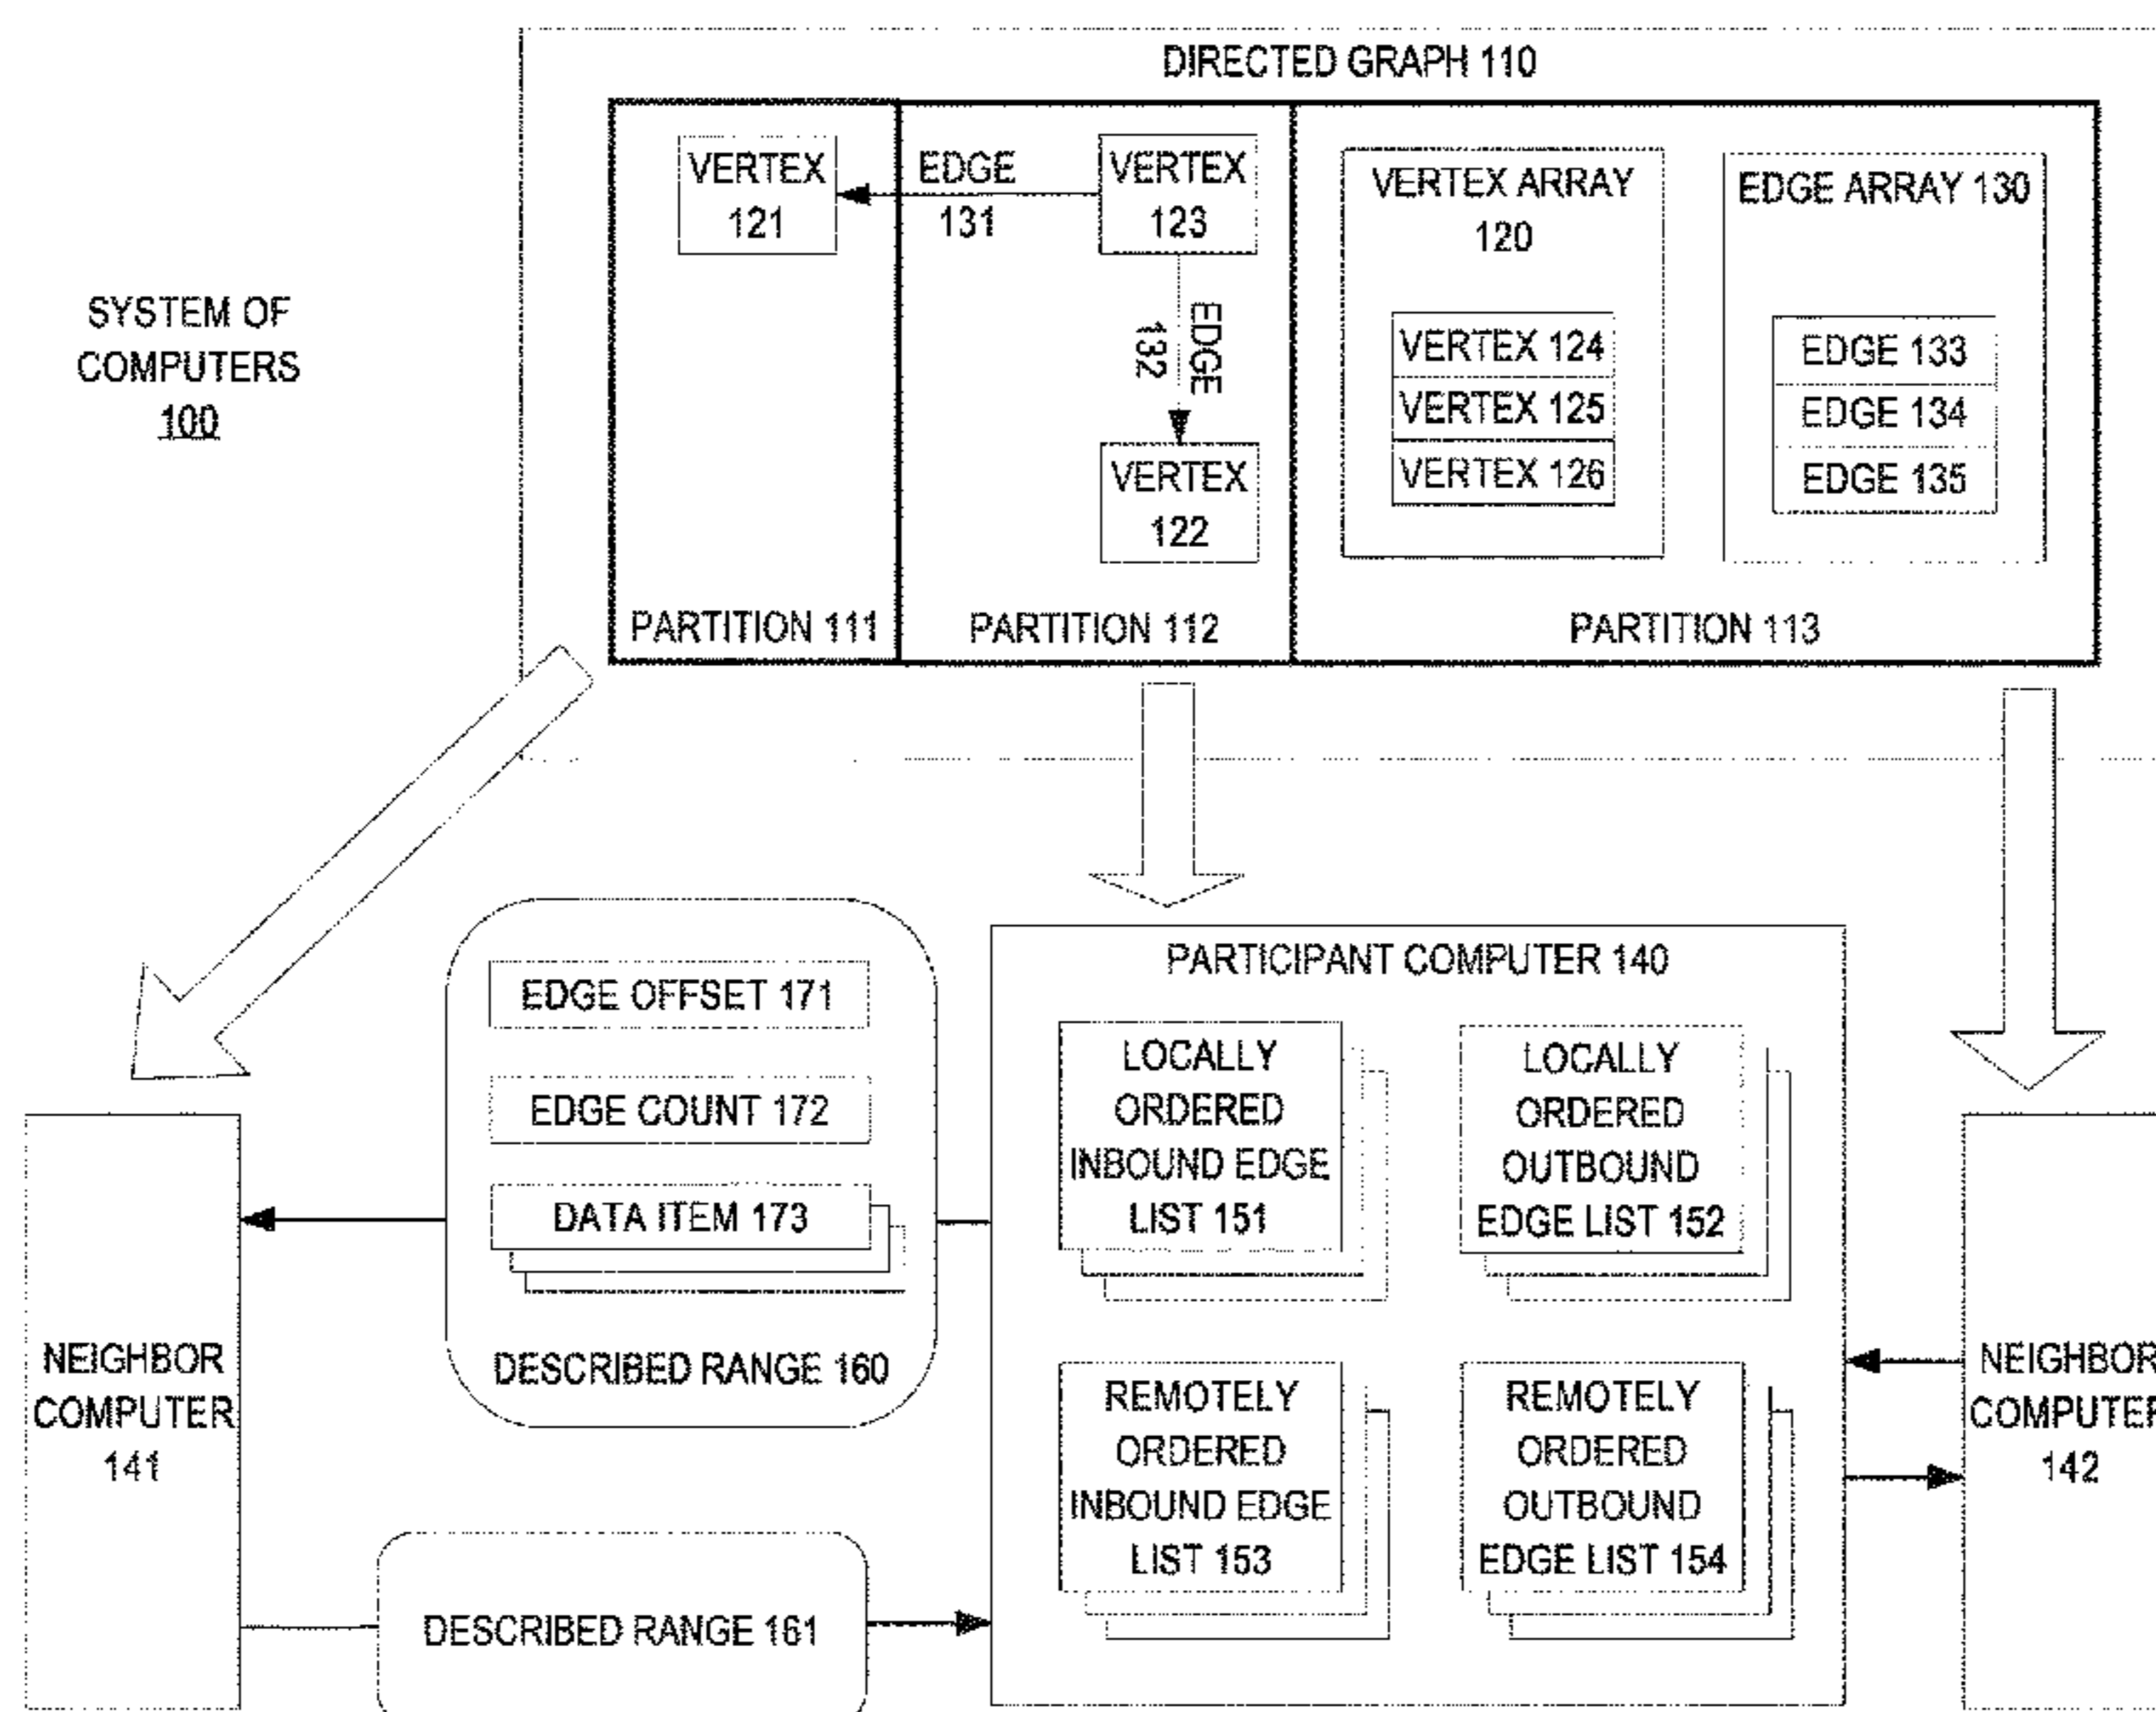 DIRECTED GRAPH 110
VERTEX
121
EDGE
131
VERTEX
123
EDGE
132
VERTEX
122
VERTEX ARRAY
120
VERTEX 124
VERTEX 125
VERTEX 126
EDGE ARRAY 130
EDGE 133
EDGE 134
EDGE 135
PARTITION 111
PARTITION 112
PARTITION 113
SYSTEM OF
COMPUTERS
100
EDGE OFFSET 171
EDGE COUNT 172
DATA ITEM 173
DESCRIBED RANGE 160
PARTICIPANT COMPUTER 140
LOCALLY
ORDERED
INBOUND EDGE
LIST 151
LOCALLY
ORDERED
OUTBOUND
EDGE LIST 152
REMOTELY
ORDERED
INBOUND EDGE
LIST 153
REMOTELY
ORDERED
OUTBOUND
EDGE LIST 154
NEIGHBOR
COMPUTER
141
DESCRIBED RANGE 161
NEIGHBOR
COMPUTER
142